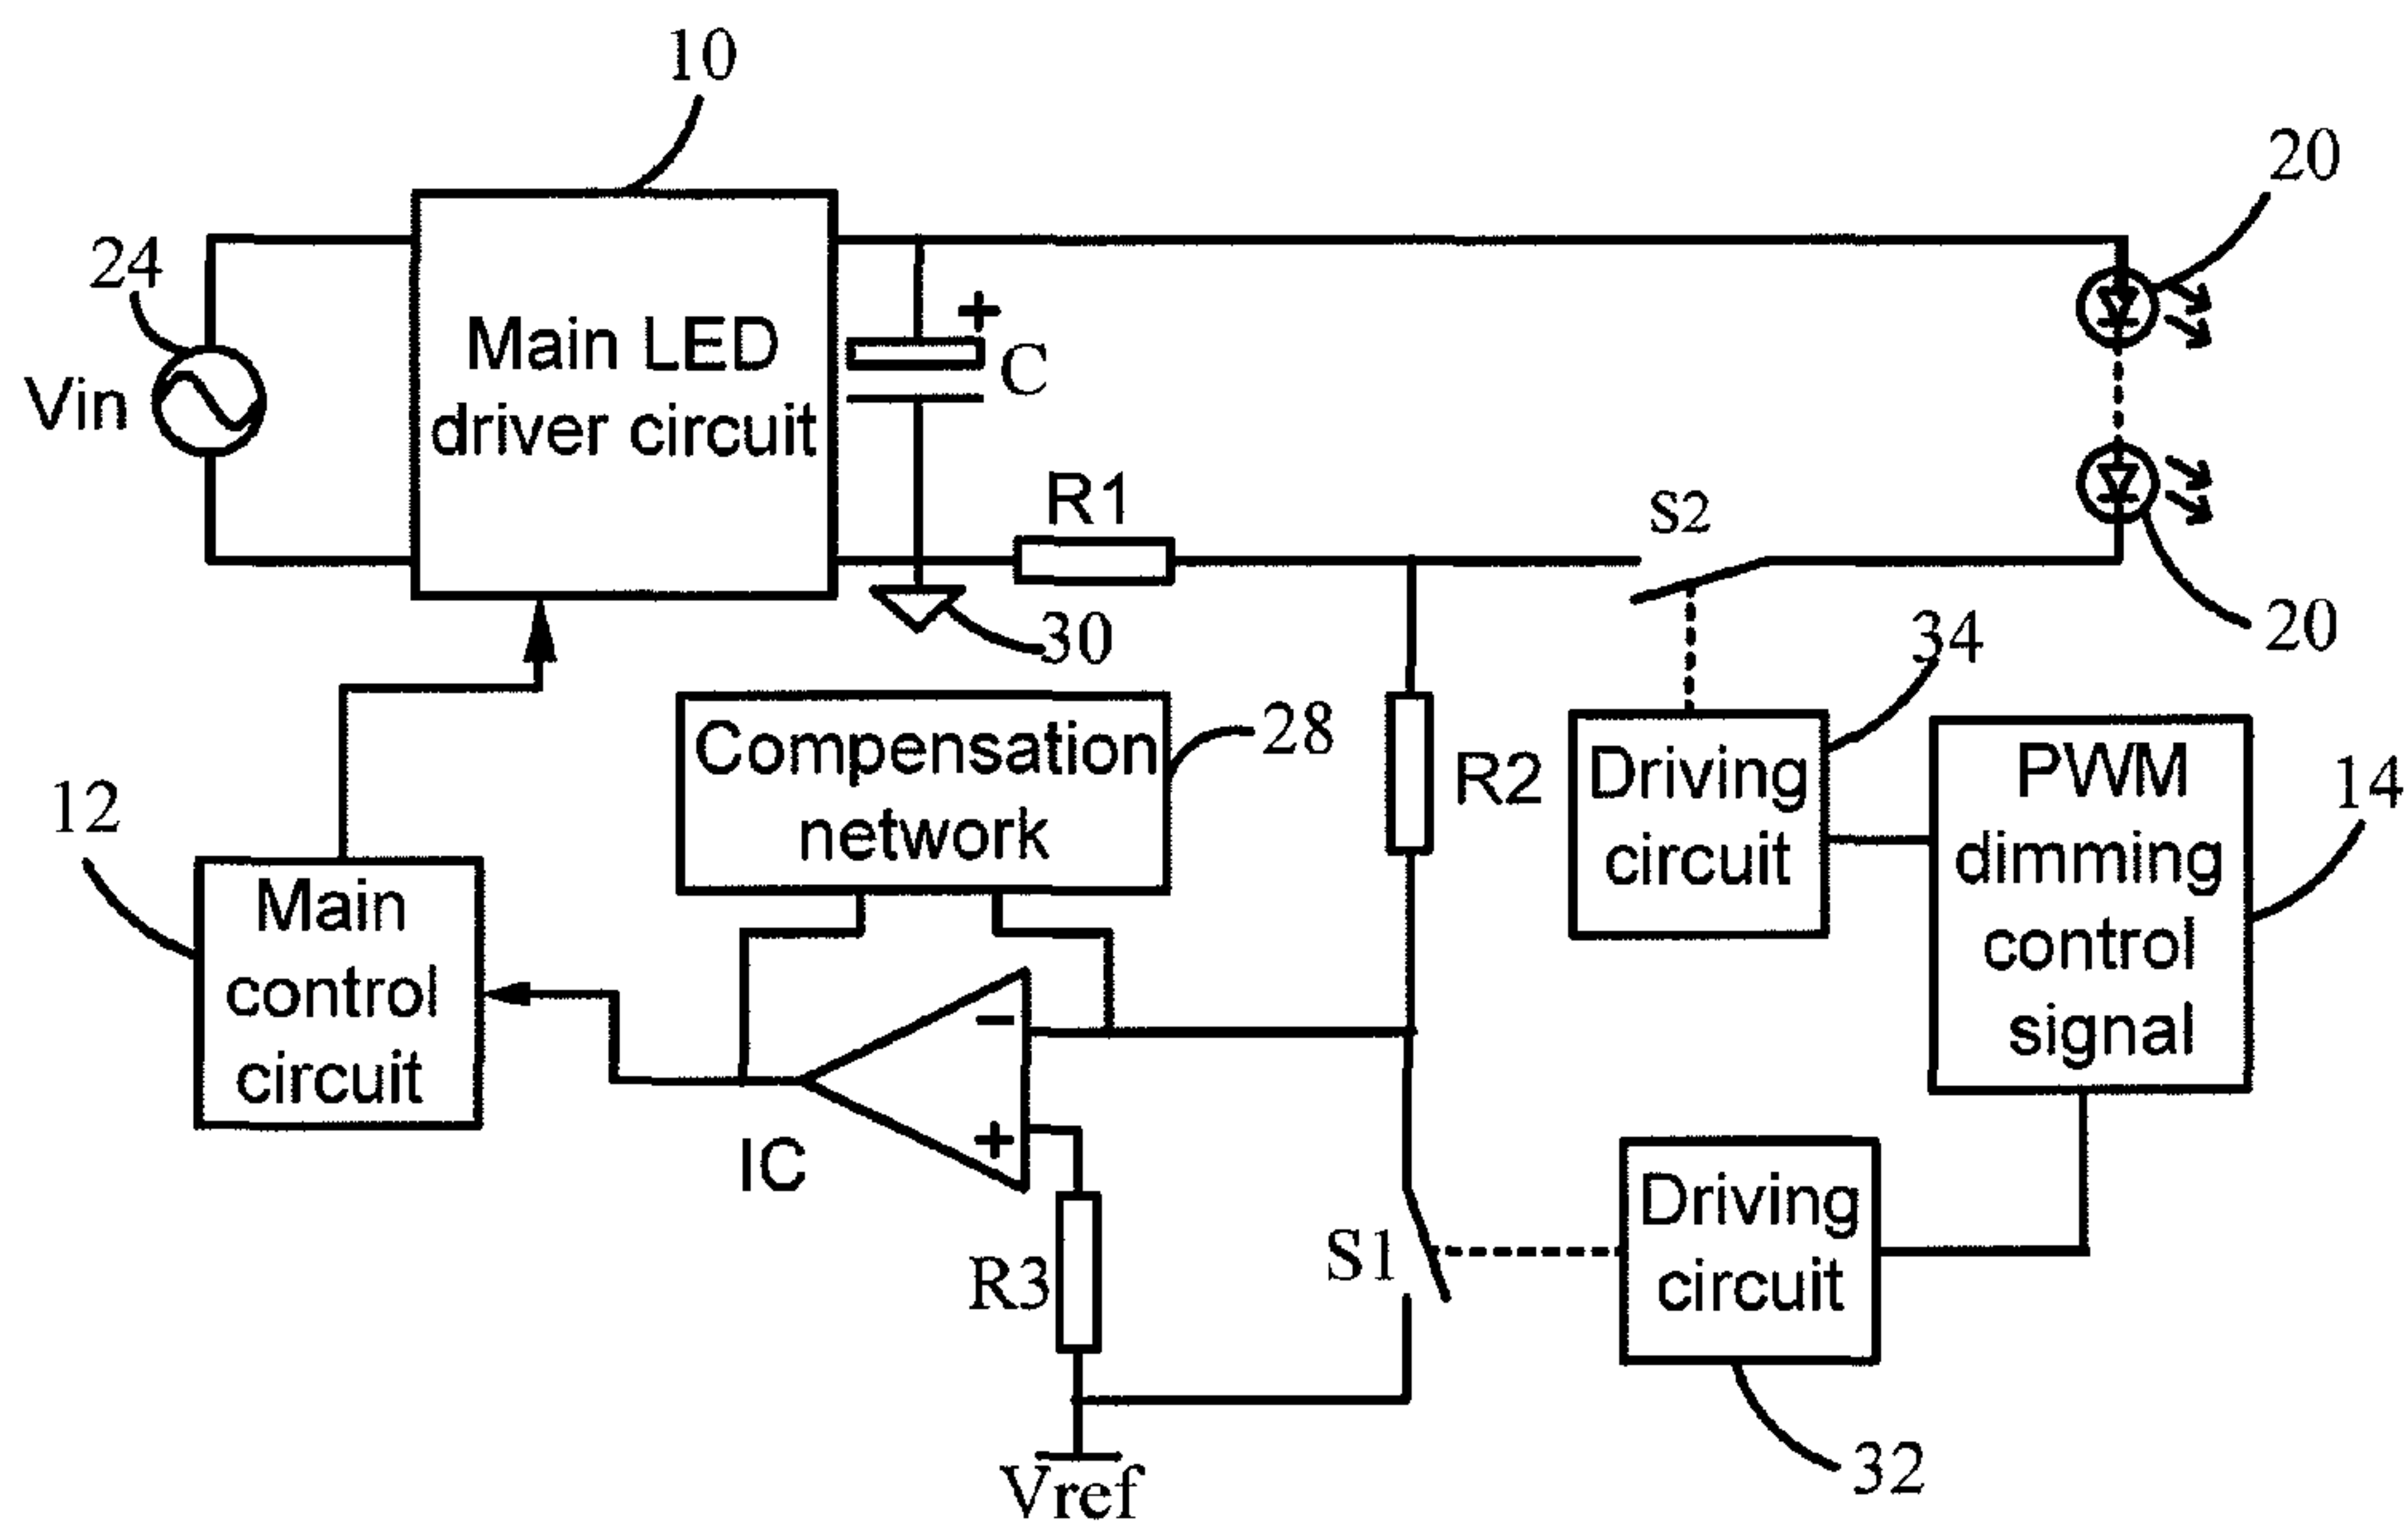 10
20
24
Vin
Main LED
driver circuit
+
C
R1
S2
30
34
20
Compensation
network
28
R2
Driving
circuit
PWM
dimming
control
signal
14
12
Main
control
circuit
−
+
IC
R3
S1
Driving
circuit
32
Vref